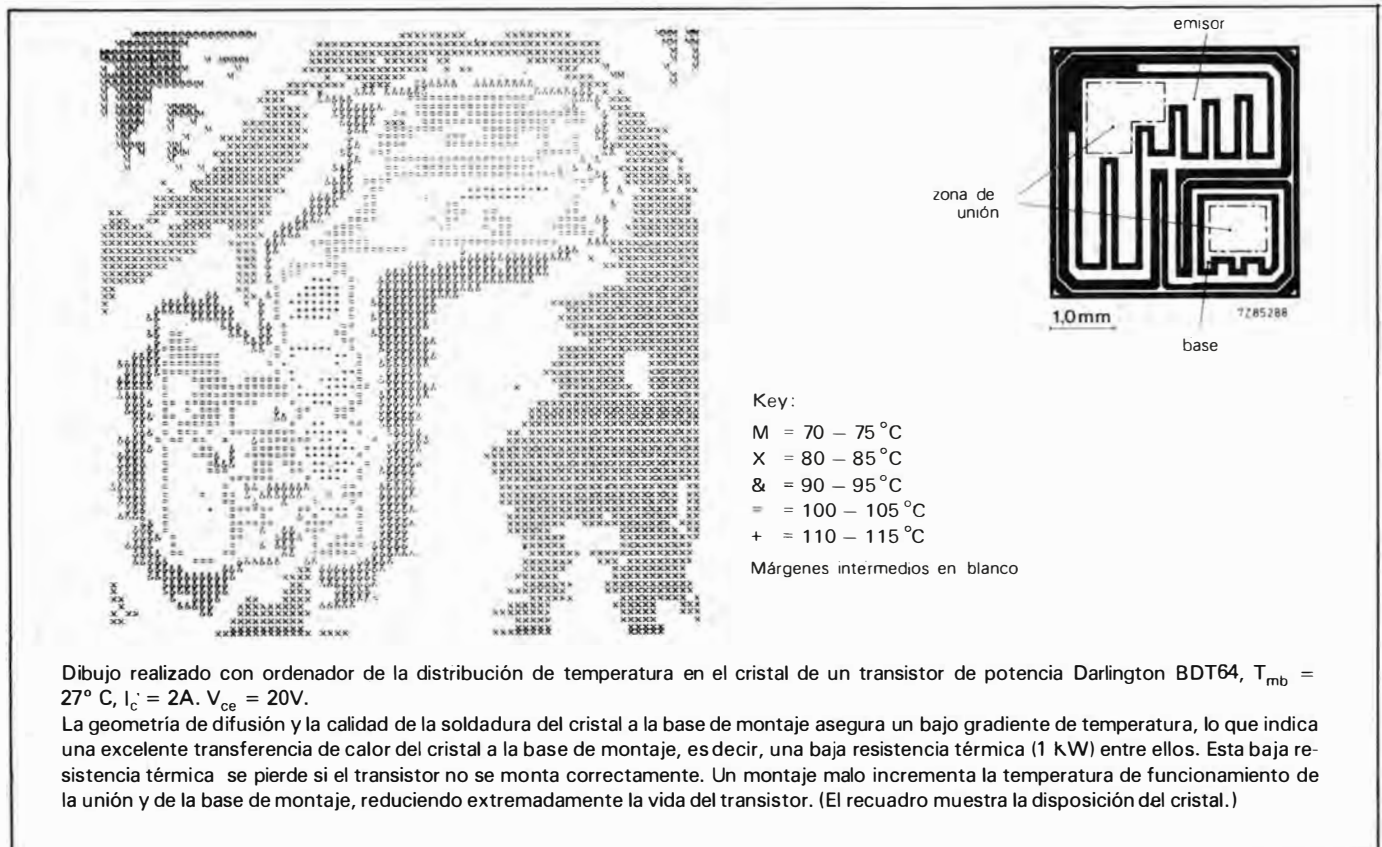 emisor
zona de
unión
1,0mm
7Z85288
base
Key:
M = 70 – 75 °C
X = 80 – 85 °C
& = 90 – 95 °C
= = 100 – 105 °C
+ = 110 – 115 °C
Márgenes intermedios en blanco
Dibujo realizado con ordenador de la distribución de temperatura en el cristal de un transistor de potencia Darlington BDT64, Tmb =
27° C, Ic = 2A. Vce = 20V.
La geometría de difusión y la calidad de la soldadura del cristal a la base de montaje asegura un bajo gradiente de temperatura, lo que indica
una excelente transferencia de calor del cristal a la base de montaje, es decir, una baja resistencia térmica (1 KW) entre ellos. Esta baja re-
sistencia térmica se pierde si el transistor no se monta correctamente. Un montaje malo incrementa la temperatura de funcionamiento de
la unión y de la base de montaje, reduciendo extremadamente la vida del transistor. (El recuadro muestra la disposición del cristal.)